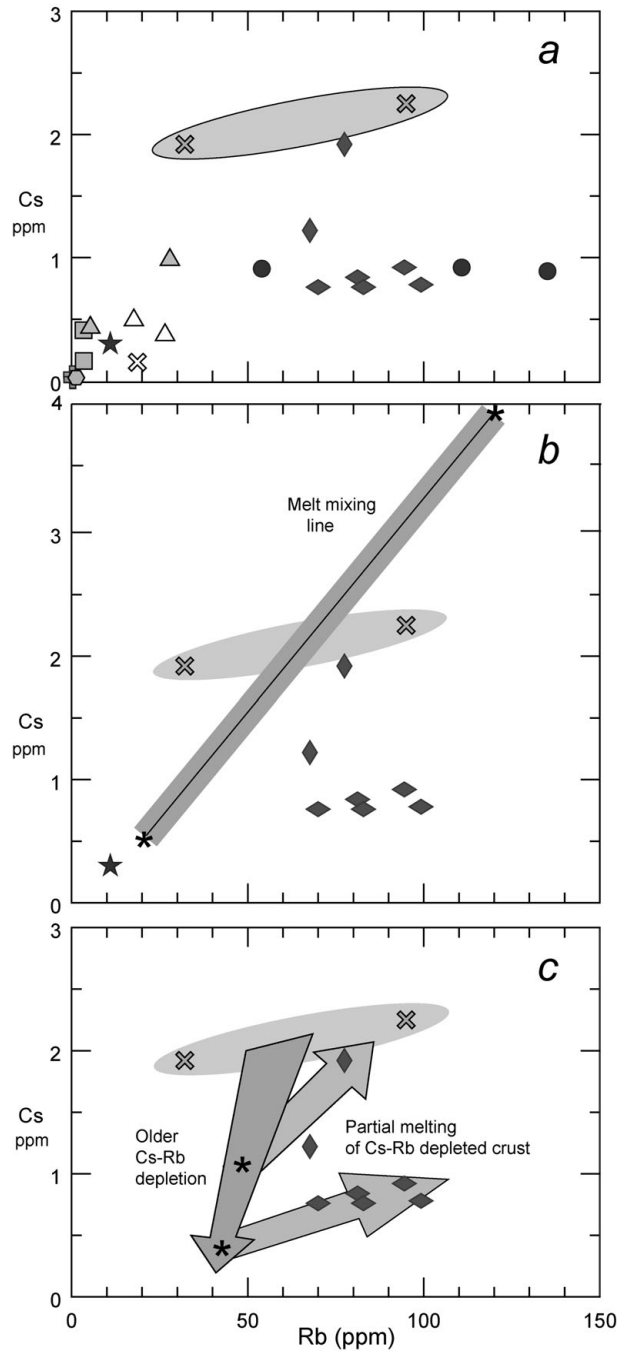 3
a
2
Cs
ppm
1
0
4
b
Melt mixing
line
3
2
Cs
ppm
1
0
3
c
2
Cs
ppm
Older
Cs-Rb
depletion
Partial melting
of Cs-Rb depleted crust
1
0
0 50 100 150
Rb (ppm)